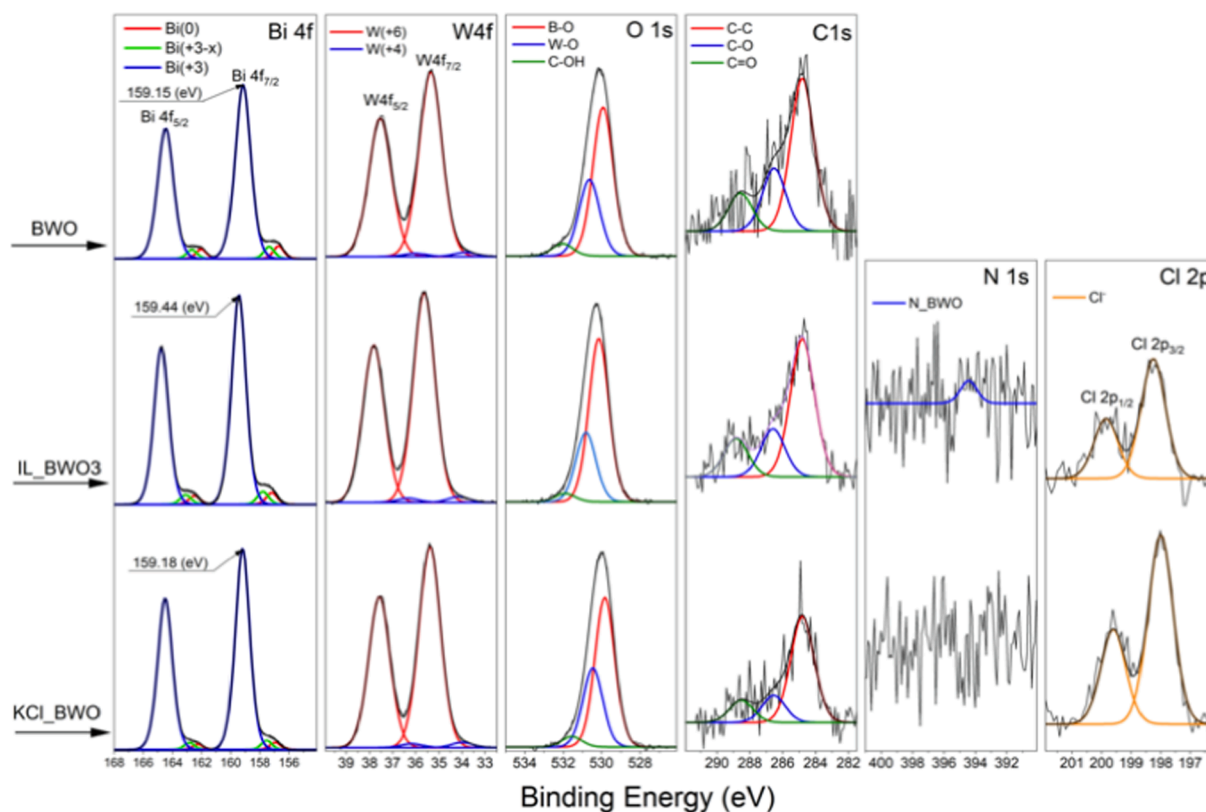 Bi 4f
Bi(0)
Bi(+3-x)
Bi(+3)
Bi 4f7/2
159.15 (eV)
Bi 4f5/2
W4f
W(+6)
W(+4)
W4f7/2
W4f5/2
O 1s
B-O
W-O
C-OH
C1s
C-C
C-O
C=O
BWO
159.44 (eV)
N 1s
N_BWO
Cl 2p
Cl-
Cl 2p3/2
Cl 2p1/2
IL_BWO3
159.18 (eV)
KCl_BWO
168 166 164 162 160 158 156
39 38 37 36 35 34 33
534 532 530 528
290 288 286 284 282
400 398 396 394 392
201 200 199 198 197
Binding Energy (eV)